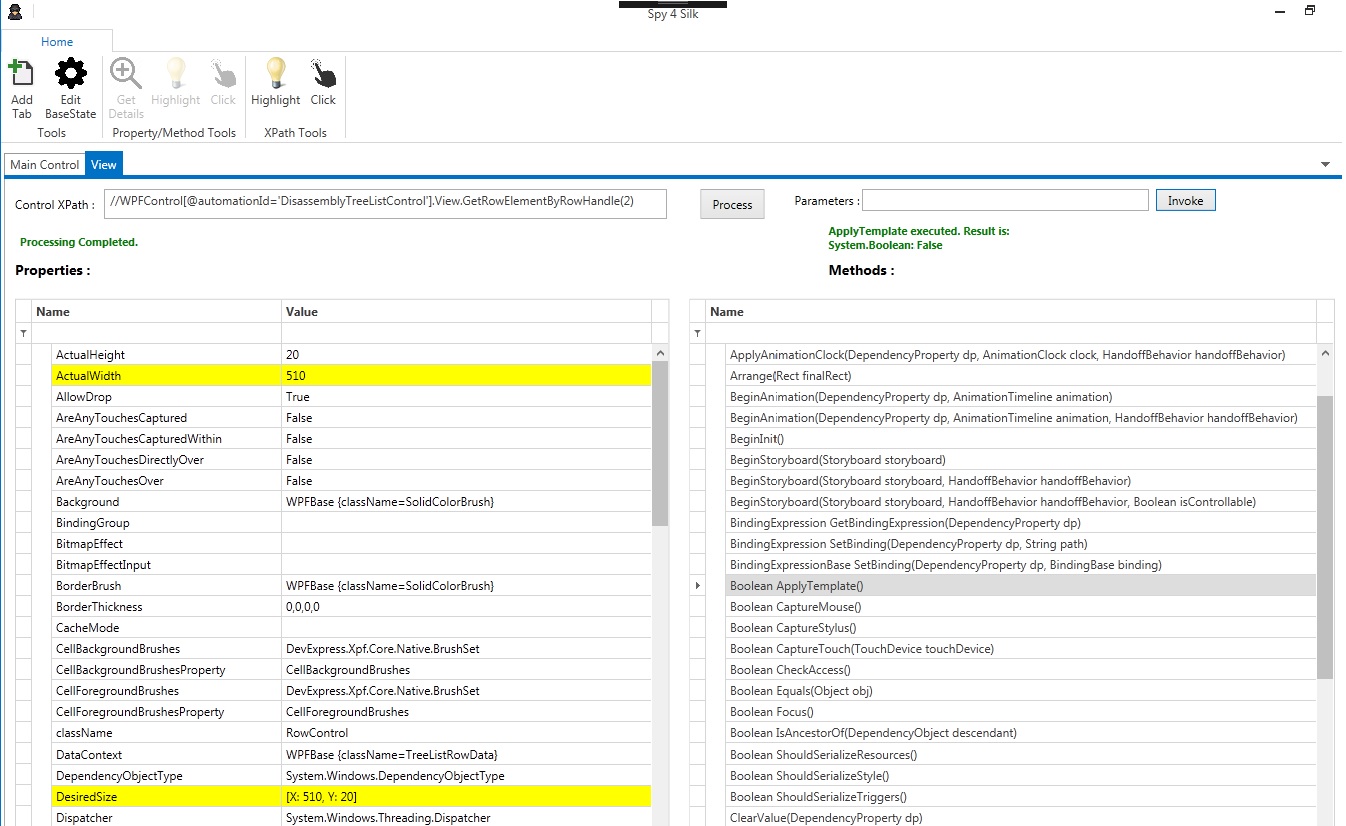 Spy 4 Silk
Home
Add Tab
Edit BaseState
Get Details
Highlight
Click
Highlight
Click
Tools
Property/Method Tools
XPath Tools
Main Control
View
Control XPath :
//WPFControl[@automationId='DisassemblyTreeListControl'].View.GetRowElementByRowHandle(2)
Process
Parameters :
Invoke
Processing Completed.
ApplyTemplate executed. Result is:
System.Boolean: False
Properties :
Methods :
Name Value
ActualHeight 20
ActualWidth 510
AllowDrop True
AreAnyTouchesCaptured False
AreAnyTouchesCapturedWithin False
AreAnyTouchesDirectlyOver False
AreAnyTouchesOver False
Background WPFBase {className=SolidColorBrush}
BindingGroup
BitmapEffect
BitmapEffectInput
BorderBrush WPFBase {className=SolidColorBrush}
BorderThickness 0,0,0,0
CacheMode
CellBackgroundBrushes DevExpress.Xpf.Core.Native.BrushSet
CellBackgroundBrushesProperty CellBackgroundBrushes
CellForegroundBrushes DevExpress.Xpf.Core.Native.BrushSet
CellForegroundBrushesProperty CellForegroundBrushes
className RowControl
DataContext WPFBase {className=TreeListRowData}
DependencyObjectType System.Windows.DependencyObjectType
DesiredSize [X: 510, Y: 20]
Dispatcher System.Windows.Threading.Dispatcher
Name
ApplyAnimationClock(DependencyProperty dp, AnimationClock clock, HandoffBehavior handoffBehavior)
Arrange(Rect finalRect)
BeginAnimation(DependencyProperty dp, AnimationTimeline animation)
BeginAnimation(DependencyProperty dp, AnimationTimeline animation, HandoffBehavior handoffBehavior)
BeginInit()
BeginStoryboard(Storyboard storyboard)
BeginStoryboard(Storyboard storyboard, HandoffBehavior handoffBehavior)
BeginStoryboard(Storyboard storyboard, HandoffBehavior handoffBehavior, Boolean isControllable)
BindingExpression GetBindingExpression(DependencyProperty dp)
BindingExpression SetBinding(DependencyProperty dp, String path)
BindingExpressionBase SetBinding(DependencyProperty dp, BindingBase binding)
Boolean ApplyTemplate()
Boolean CaptureMouse()
Boolean CaptureStylus()
Boolean CaptureTouch(TouchDevice touchDevice)
Boolean CheckAccess()
Boolean Equals(Object obj)
Boolean Focus()
Boolean IsAncestorOf(DependencyObject descendant)
Boolean ShouldSerializeResources()
Boolean ShouldSerializeStyle()
Boolean ShouldSerializeTriggers()
ClearValue(DependencyProperty dp)